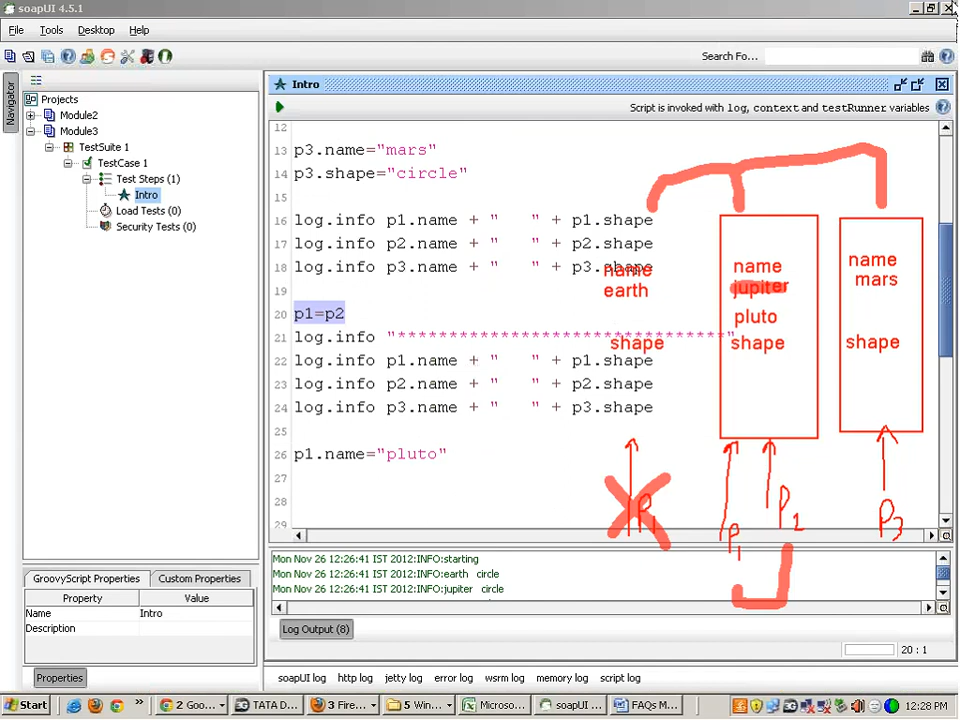 soapUI 4.5.1
File Tools Desktop Help
Search Fo...
Navigator
Projects
Module2
Module3
TestSuite 1
TestCase 1
Test Steps (1)
Intro
Load Tests (0)
Security Tests (0)
GroovyScript Properties Custom Properties
Property Value
Name Intro
Description
Properties
Intro
Script is invoked with log, context and testRunner variables
12
13 p3.name="mars"
14 p3.shape="circle"
15
16 log.info p1.name + "   " + p1.shape
17 log.info p2.name + "   " + p2.shape
18 log.info p3.name + "   " + p3.shape
19
20 p1=p2
21 log.info "*******************************"
22 log.info p1.name + "   " + p1.shape
23 log.info p2.name + "   " + p2.shape
24 log.info p3.name + "   " + p3.shape
25
26 p1.name="pluto"
27
28
29
name
earth
shape
name
jupiter
pluto
shape
name
mars
shape
P1
P1
P2
P3
Mon Nov 26 12:26:41 IST 2012:INFO:starting
Mon Nov 26 12:26:41 IST 2012:INFO:earth   circle
Mon Nov 26 12:26:41 IST 2012:INFO:jupiter   circle
Log Output (8)
20 : 1
soapUI log http log jetty log error log wsrm log memory log script log
Start 2 Goo... TATA D... 3 Fire... 5 Win... Microso... soapUI ... FAQs M... 12:28 PM